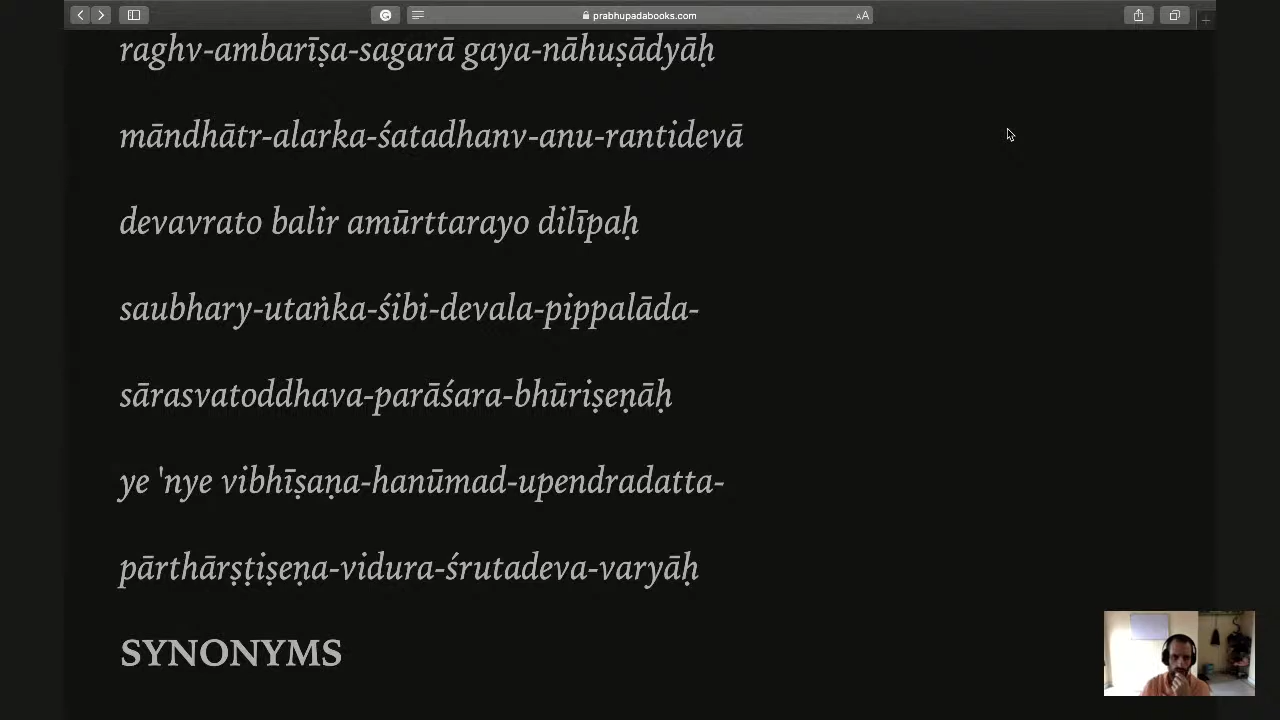 prabhupadabooks.com
AA
raghv-ambarīṣa-sagarā gaya-nāhuṣādyāḥ
māndhātr-alarka-śatadhanv-anu-rantidevā
devavrato balir amūrttarayo dilīpaḥ
saubhary-utaṅka-śibi-devala-pippalāda-
sārasvatoddhava-parāśara-bhūriṣeṇāḥ
ye 'nye vibhīṣaṇa-hanūmad-upendradatta-
pārthārṣṭiṣeṇa-vidura-śrutadeva-varyāḥ
SYNONYMS